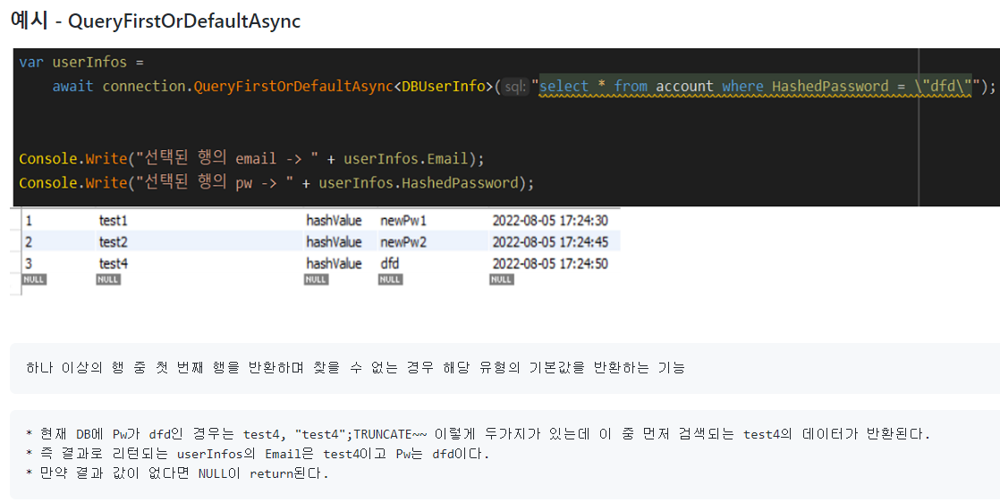 예시 - QueryFirstOrDefaultAsync
var userInfos =
await connection.QueryFirstOrDefaultAsync<DBUserInfo>(sql:"select * from account where HashedPassword = \"dfd\"");
Console.Write("선택된 행의 email -> " + userInfos.Email);
Console.Write("선택된 행의 pw -> " + userInfos.HashedPassword);
1 test1 hashValue newPw1 2022-08-05 17:24:30
2 test2 hashValue newPw2 2022-08-05 17:24:45
3 test4 hashValue dfd 2022-08-05 17:24:50
NULL NULL NULL NULL NULL
하나 이상의 행 중 첫 번째 행을 반환하며 찾을 수 없는 경우 해당 유형의 기본값을 반환하는 기능
* 현재 DB에 Pw가 dfd인 경우는 test4, "test4";TRUNCATE~~ 이렇게 두가지가 있는데 이 중 먼저 검색되는 test4의 데이터가 반환된다.
* 즉 결과로 리턴되는 userInfos의 Email은 test4이고 Pw는 dfd이다.
* 만약 결과 값이 없다면 NULL이 return된다.